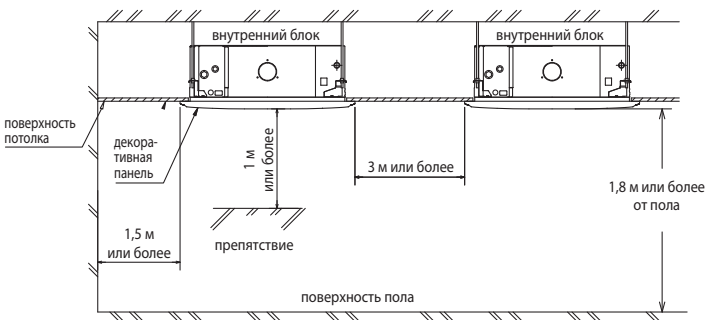 внутренний блок
внутренний блок
поверхность
потолка
декора-
тивная
панель
1 м
или более
3 м или более
1,8 м или более
от пола
1,5 м
или более
препятствие
поверхность пола